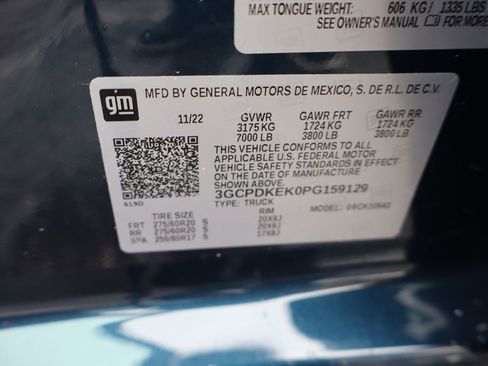 MAX TONGUE WEIGHT: 606 KG / 1335 LBS
SEE OWNER'S MANUAL FOR MORE
gm
MFD BY GENERAL MOTORS DE MEXICO, S. DE R.L. DE C.V.
11/22 GVWR GAWR FRT GAWR RR
3175 KG 1724 KG 1724 KG
7000 LB 3800 LB 3800 LB
THIS VEHICLE CONFORMS TO ALL
APPLICABLE U.S. FEDERAL MOTOR
VEHICLE SAFETY STANDARDS IN EFFECT ON THE
DATE OF MANUFACTURE SHOWN ABOVE.
3GCPDKEK0PG159129
619D TYPE: TRUCK MODEL:
TIRE SIZE RIM
FRT 275/60R20 S 20X9J
RR 275/60R20 S 20X9J
SPA 255/80R17 S 17X8J